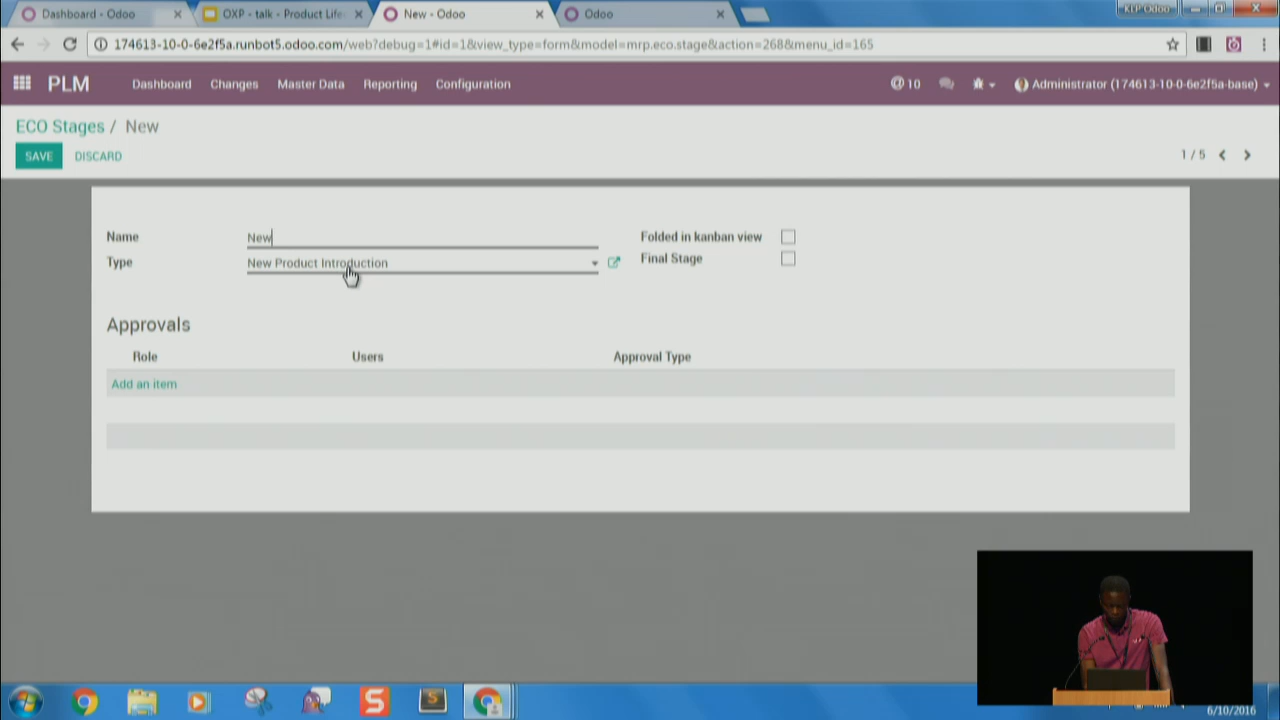 Dashboard - Odoo
OXP - talk - Product Life
New - Odoo
Odoo
KLP Odoo
174613-10-0-6e2f5a.runbot5.odoo.com/web?debug=1#id=1&view_type=form&model=mrp.eco.stage&action=268&menu_id=165
PLM
Dashboard
Changes
Master Data
Reporting
Configuration
@ 10
Administrator (174613-10-0-6e2f5a-base)
ECO Stages / New
SAVE
DISCARD
1 / 5
Name
New
Folded in kanban view
Type
New Product Introduction
Final Stage
Approvals
Role
Users
Approval Type
Add an item
6/10/2016